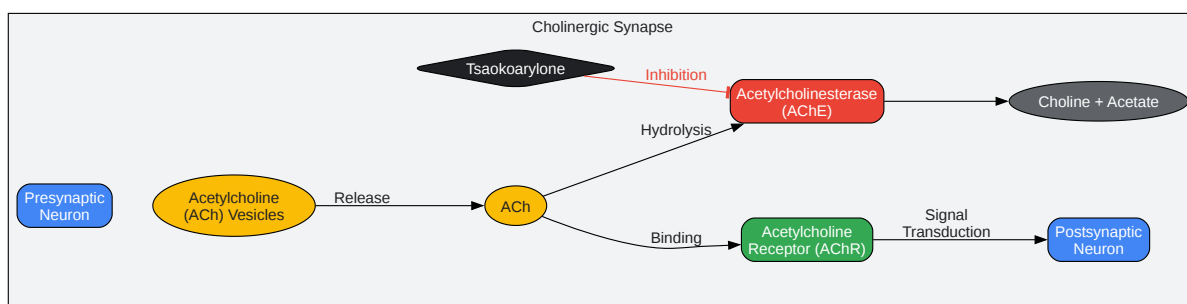 Cholinergic Synapse
Tsaokoarylone
Inhibition
Acetylcholinesterase
(AChE)
Choline + Acetate
Hydrolysis
Presynaptic
Neuron
Acetylcholine
(ACh) Vesicles
Release
ACh
Binding
Acetylcholine
Receptor (AChR)
Signal
Transduction
Postsynaptic
Neuron